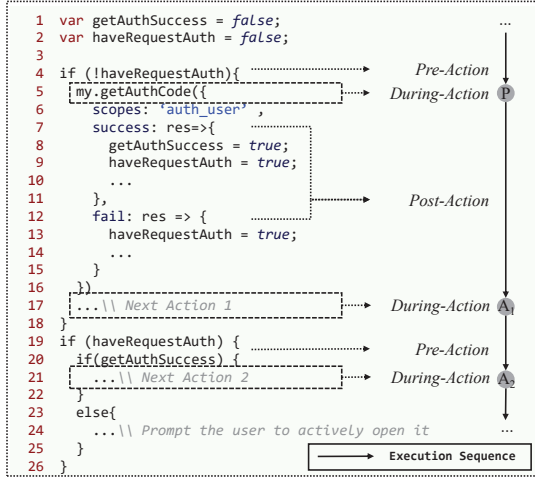 1 var getAuthSuccess = false; ...
2 var haveRequestAuth = false;
3
4 if (!haveRequestAuth){ Pre-Action
5 my.getAuthCode({ During-Action P
6 scopes: ‘auth_user’ ,
7 success: res=>{
8 getAuthSuccess = true;
9 haveRequestAuth = true;
10 ...
11 }, Post-Action
12 fail: res => {
13 haveRequestAuth = true;
14 ...
15 }
16 })
17 ...\\ Next Action 1 During-Action A1
18 }
19 if (haveRequestAuth) { Pre-Action
20 if(getAuthSuccess) {
21 ...\\ Next Action 2 During-Action A2
22 }
23 else{
24 ...\\ Prompt the user to actively open it ...
25 }
26 } Execution Sequence